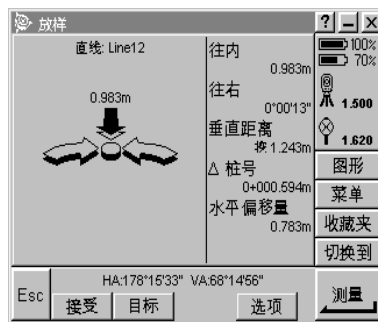 放样
? _ X
直线: Line12
0.983m
往内
0.983m
往右
0°00'13"
垂直距离
挖 1.243m
Δ 桩号
0+000.594m
水平偏移量
0.783m
100%
70%
1.500
1.620
图形
菜单
收藏夹
切换到
HA:178°15'33" VA:68°14'56"
Esc
接受
目标
选项
测量